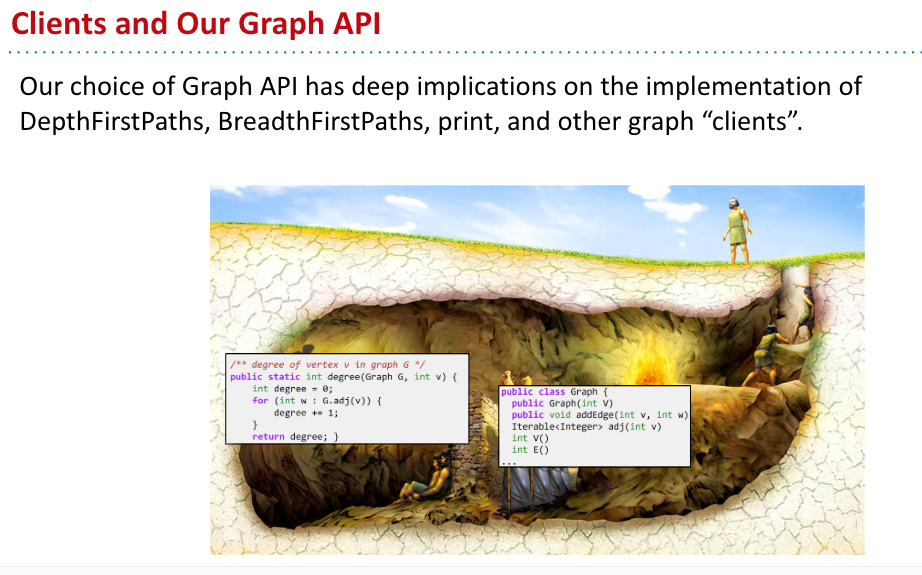 Clients and Our Graph API
Our choice of Graph API has deep implications on the implementation of
DepthFirstPaths, BreadthFirstPaths, print, and other graph “clients”.
/** degree of vertex v in graph G */
public static int degree(Graph G, int v) {
    int degree = 0;
    for (int w : G.adj(v)) {
        degree += 1;
    }
    return degree; }
public class Graph {
  public Graph(int V)
  public void addEdge(int v, int w)
  Iterable<Integer> adj(int v)
  int V()
  int E()
...